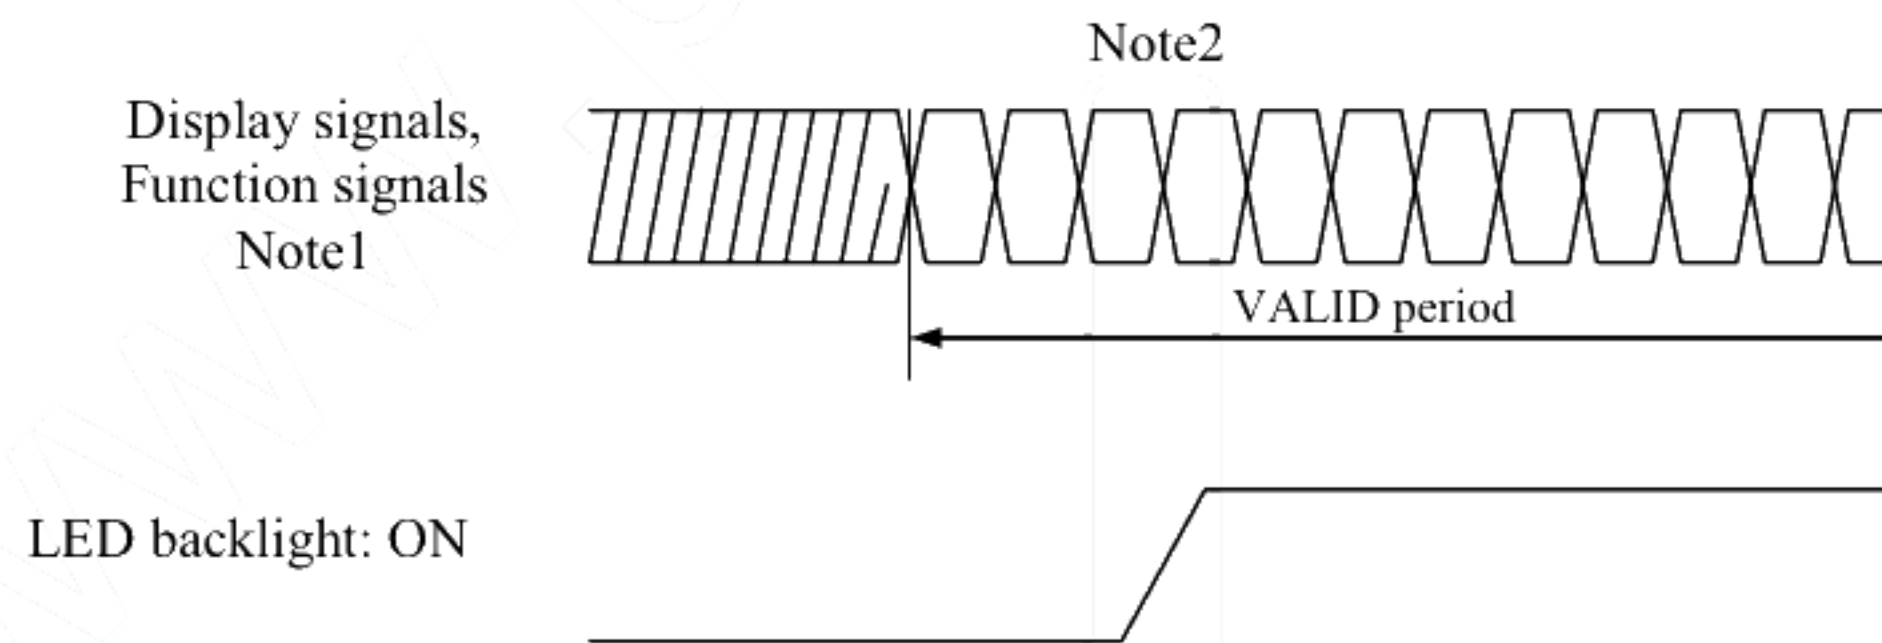 Note2
Display signals,
Function signals
Note1
VALID period
LED backlight: ON